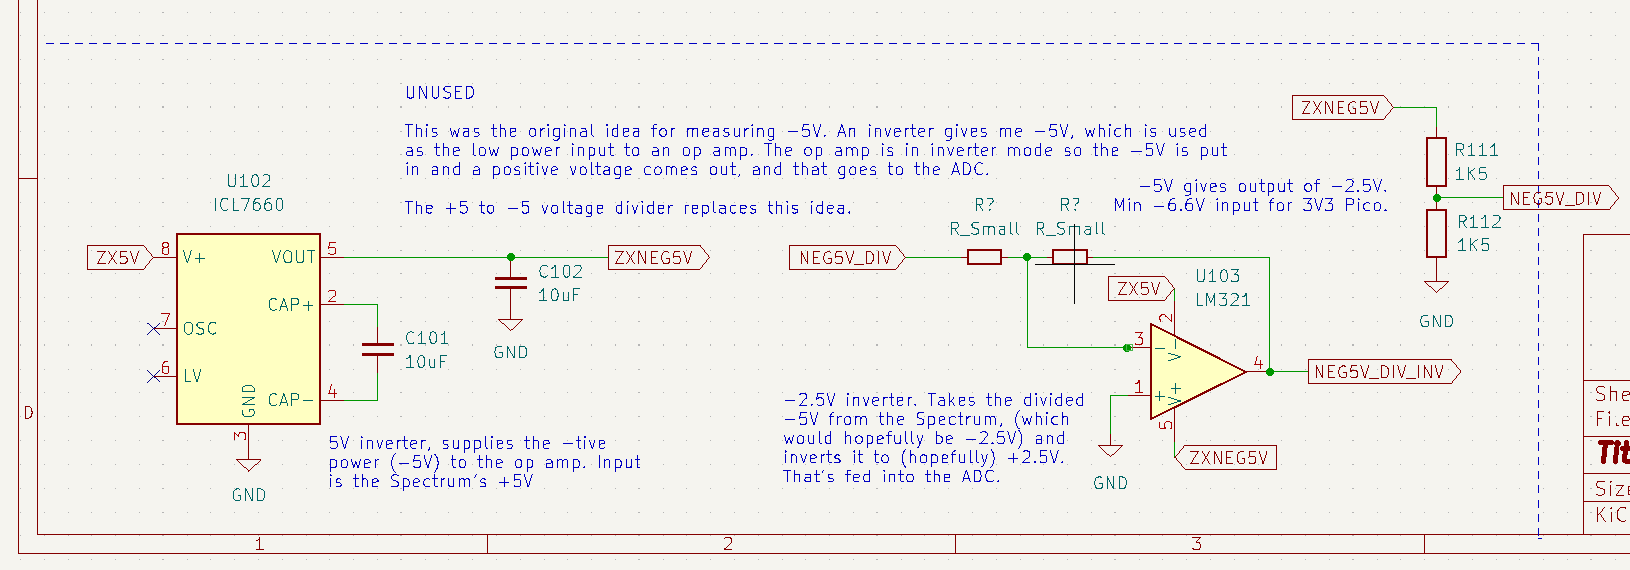 UNUSED
This was the original idea for measuring -5V. An inverter gives me -5V, which is used
as the low power input to an op amp. The op amp is in inverter mode so the -5V is put
in and a positive voltage comes out, and that goes to the ADC.
The +5 to -5 voltage divider replaces this idea.
U102
ICL7660
ZX5V
8
V+
VOUT
5
ZXNEG5V
CAP+
2
7
OSC
6
LV
CAP-
4
GND
3
GND
C102
10uF
GND
C101
10uF
5V inverter, supplies the -tive
power (-5V) to the op amp. Input
is the Spectrum's +5V
ZXNEG5V
R111
1K5
-5V gives output of -2.5V.
Min -6.6V input for 3V3 Pico.
NEG5V_DIV
R112
1K5
GND
R?
R_Small
R?
R_Small
NEG5V_DIV
U103
LM321
ZX5V
2
3
-
V-
4
NEG5V_DIV_INV
1
+
V+
5
ZXNEG5V
GND
-2.5V inverter. Takes the divided
-5V from the Spectrum, (which
would hopefully be -2.5V) and
inverts it to (hopefully) +2.5V.
That's fed into the ADC.
D
She
File
Tit
Size
KiC
1
2
3